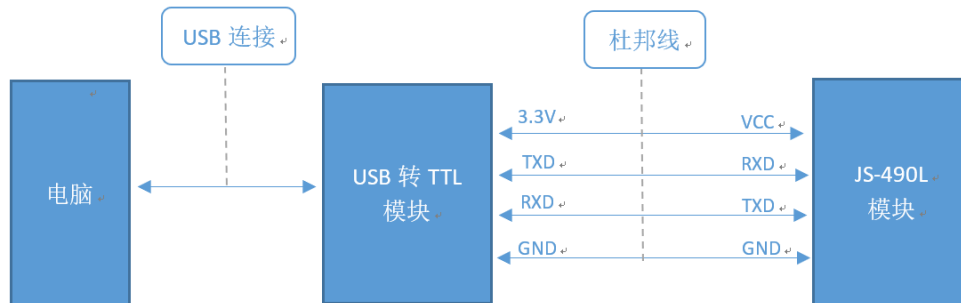 USB 连接
杜邦线
电脑
USB 转 TTL
模块
3.3V
VCC
TXD
RXD
RXD
TXD
GND
GND
JS-490L
模块